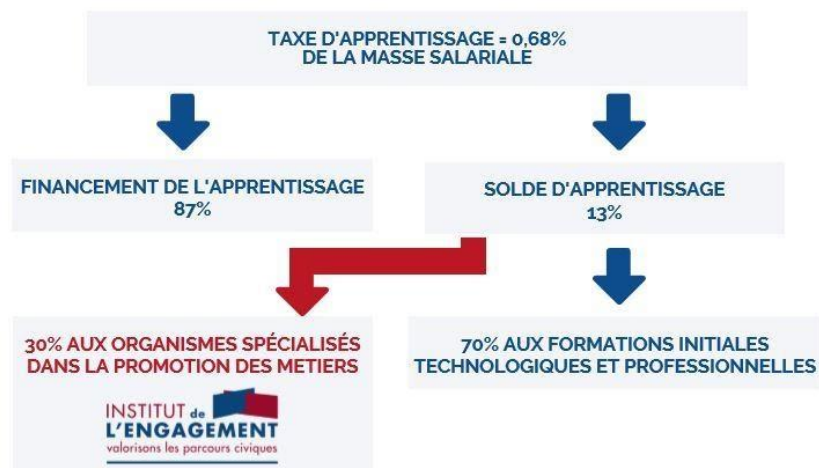 TAXE D'APPRENTISSAGE = 0,68%
DE LA MASSE SALARIALE
FINANCEMENT DE L'APPRENTISSAGE
87%
SOLDE D'APPRENTISSAGE
13%
30% AUX ORGANISMES SPÉCIALISÉS
DANS LA PROMOTION DES METIERS
INSTITUT de
L'ENGAGEMENT
valorisons les parcours civiques
70% AUX FORMATIONS INITIALES
TECHNOLOGIQUES ET PROFESSIONNELLES